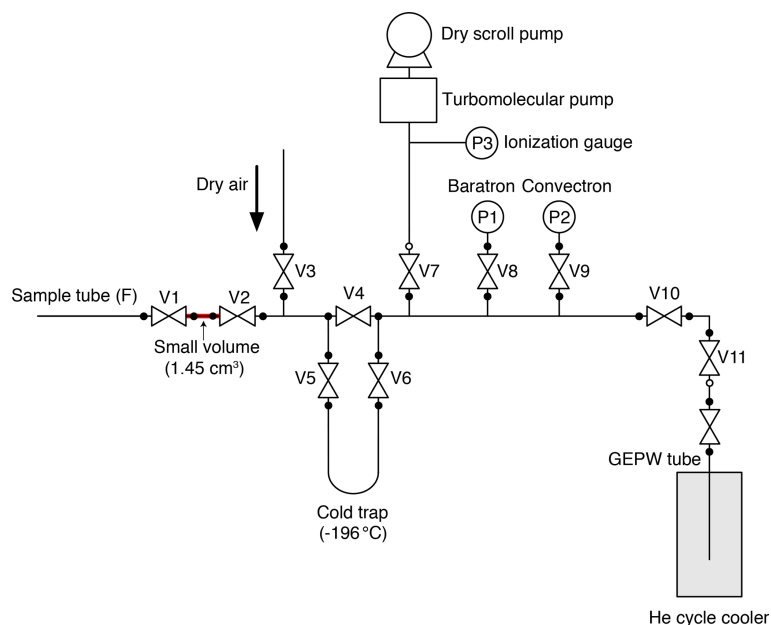 Dry scroll pump
Turbomolecular pump
P3 Ionization gauge
Dry air
Baratron Convectron
P1 P2
V3 V7 V8 V9
Sample tube (F) V1 V2 V4 V10
Small volume
(1.45 cm³)
V5 V6 V11
GEPW tube
Cold trap
(-196 °C)
He cycle cooler